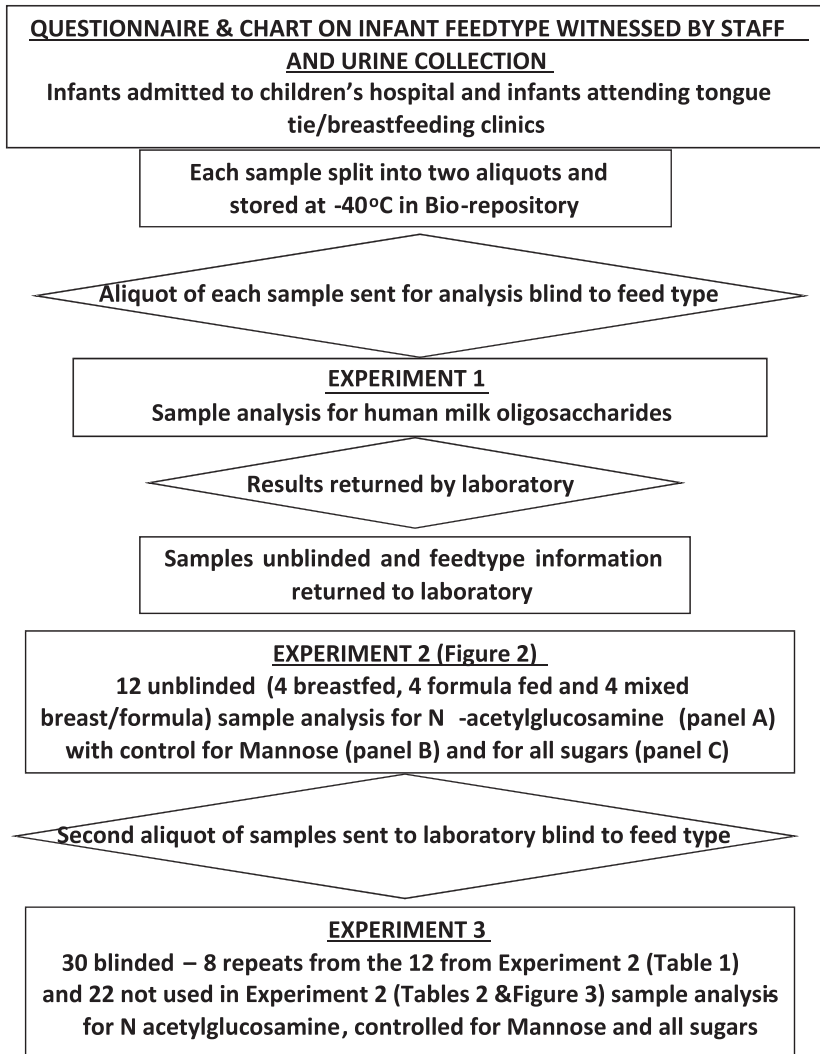 QUESTIONNAIRE & CHART ON INFANT FEEDTYPE WITNESSED BY STAFF
AND URINE COLLECTION
Infants admitted to children’s hospital and infants attending tongue
tie/breastfeeding clinics
Each sample split into two aliquots and
stored at -40°C in Bio-repository
Aliquot of each sample sent for analysis blind to feed type
EXPERIMENT 1
Sample analysis for human milk oligosaccharides
Results returned by laboratory
Samples unblinded and feedtype information
returned to laboratory
EXPERIMENT 2 (Figure 2)
12 unblinded (4 breastfed, 4 formula fed and 4 mixed
breast/formula) sample analysis for N -acetylglucosamine (panel A)
with control for Mannose (panel B) and for all sugars (panel C)
Second aliquot of samples sent to laboratory blind to feed type
EXPERIMENT 3
30 blinded – 8 repeats from the 12 from Experiment 2 (Table 1)
and 22 not used in Experiment 2 (Tables 2 &Figure 3) sample analysis
for N acetylglucosamine, controlled for Mannose and all sugars